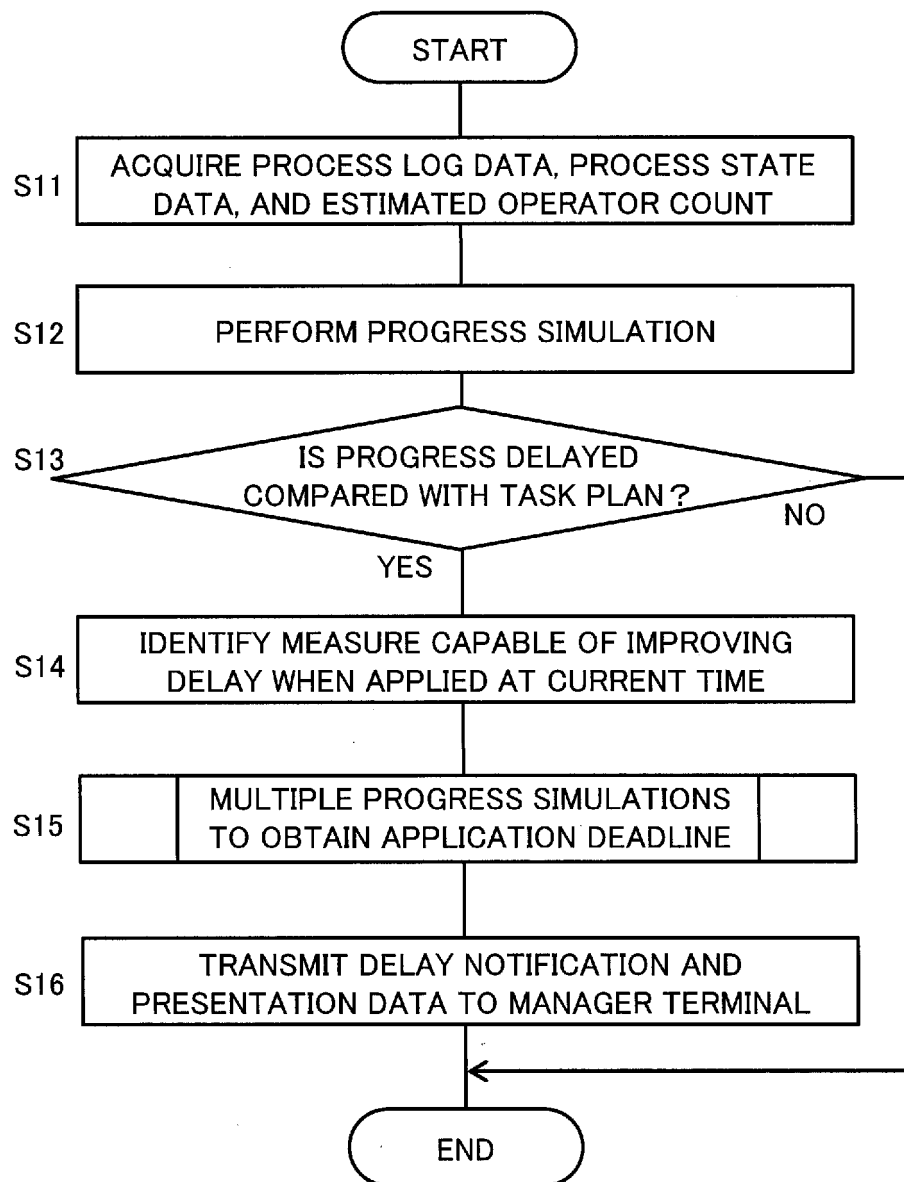 START
S11
ACQUIRE PROCESS LOG DATA, PROCESS STATE
DATA, AND ESTIMATED OPERATOR COUNT
S12
PERFORM PROGRESS SIMULATION
S13
IS PROGRESS DELAYED
COMPARED WITH TASK PLAN?
NO
YES
S14
IDENTIFY MEASURE CAPABLE OF IMPROVING
DELAY WHEN APPLIED AT CURRENT TIME
S15
MULTIPLE PROGRESS SIMULATIONS
TO OBTAIN APPLICATION DEADLINE
S16
TRANSMIT DELAY NOTIFICATION AND
PRESENTATION DATA TO MANAGER TERMINAL
END